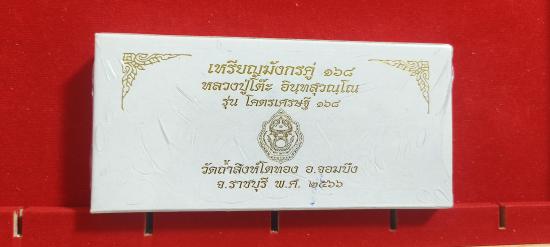 เหรียญมังกรคู่ ๑๖๘
หลวงปู่โต๊ะ อินฺทสุวณฺโณ
รุ่น โคตรเศรษฐี ๑๖๘
วัดถ้ำสิงห์โตทอง อ.จอมบึง
จ.ราชบุรี พ.ศ. ๒๕๖๖